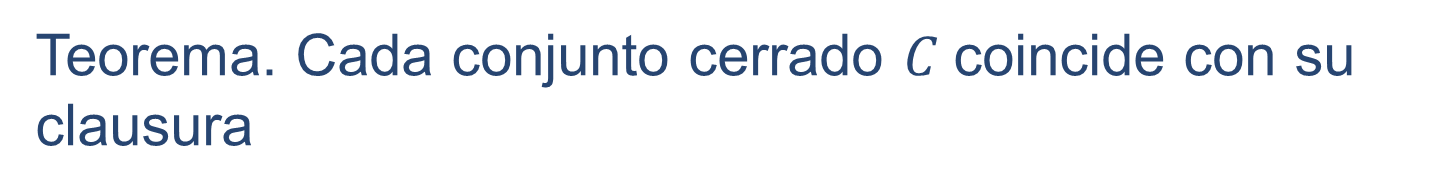 Teorema. Cada conjunto cerrado 𝐶 coincide con su
clausura